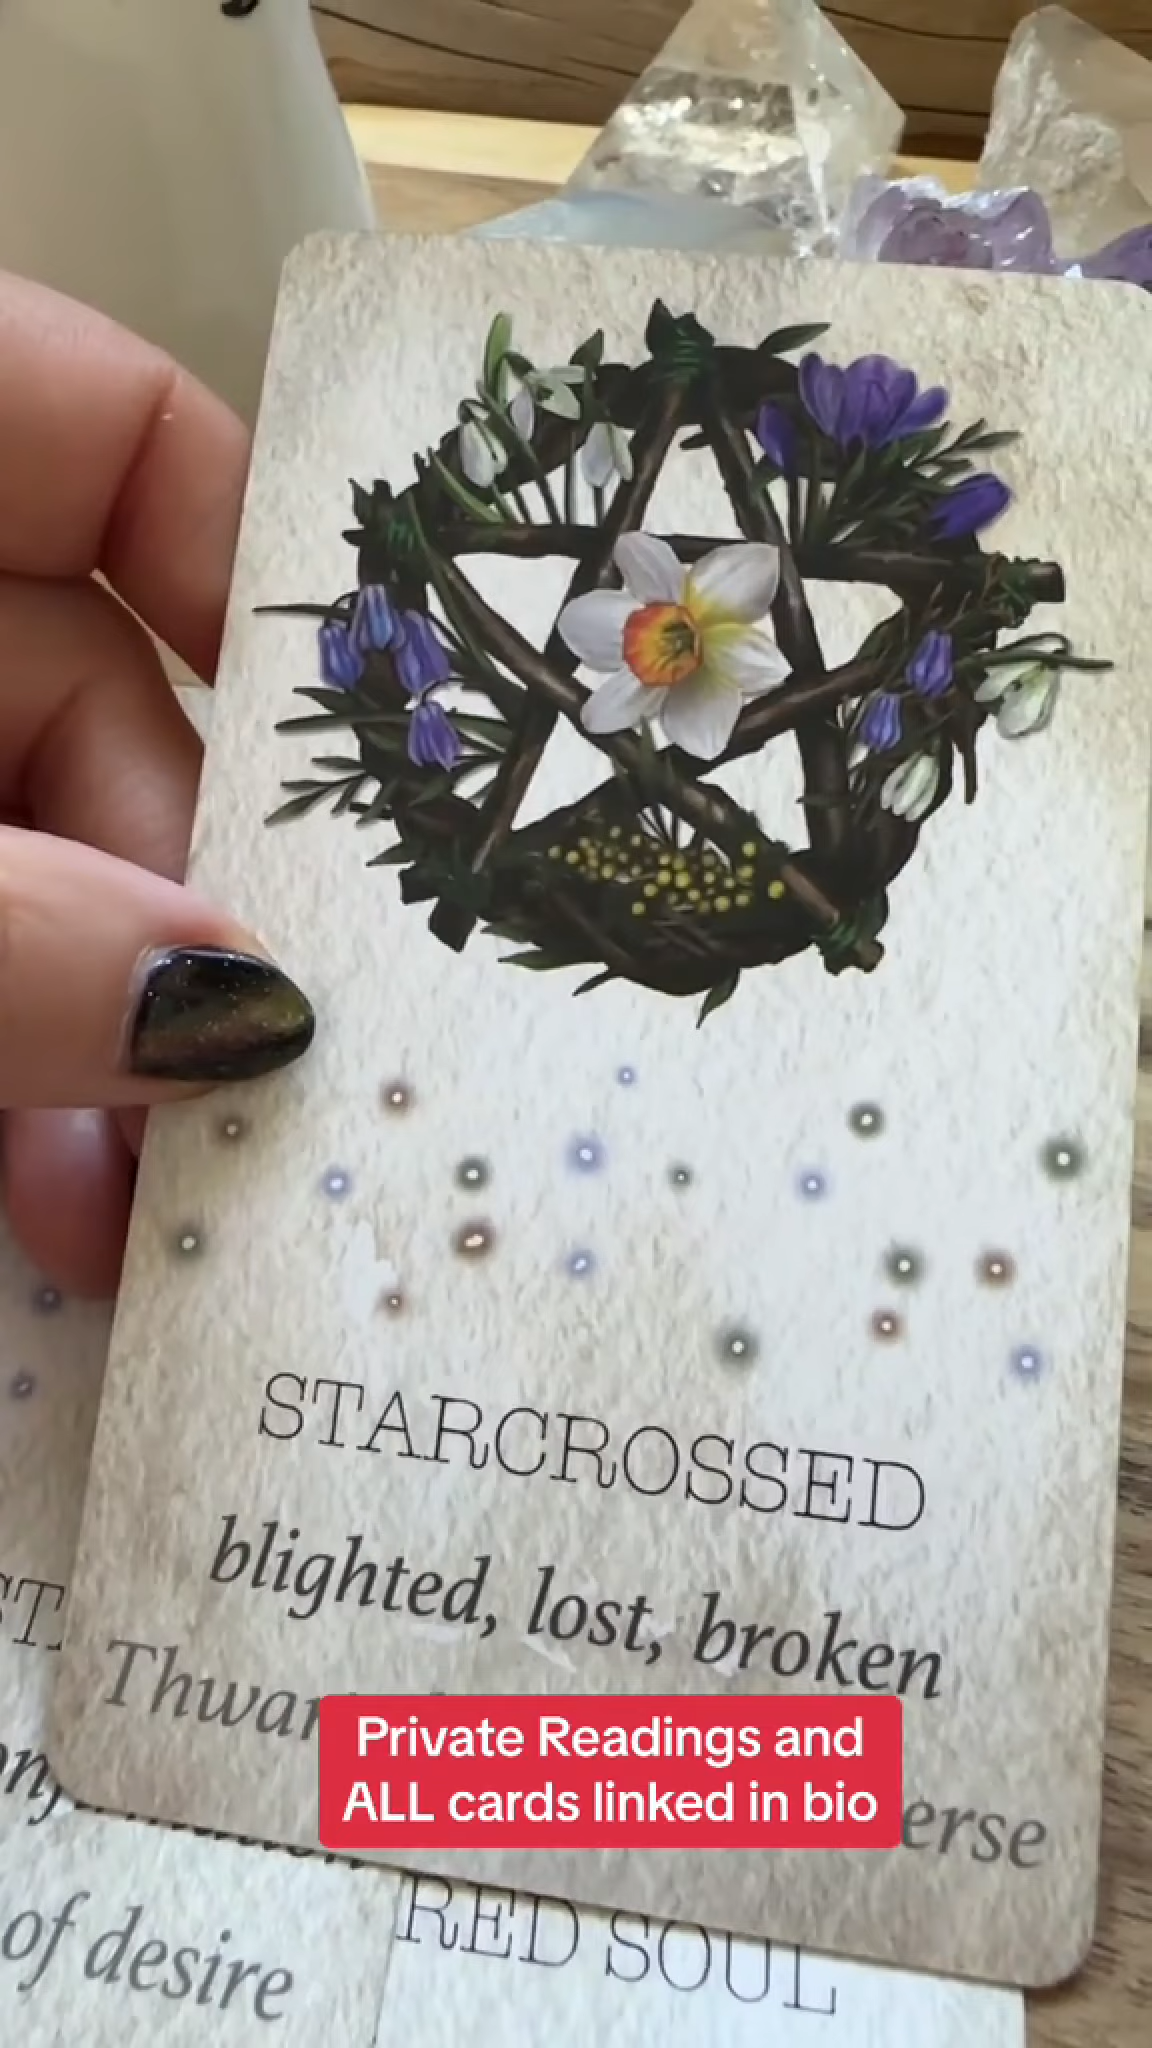 STARCROSSED
blighted, lost, broken
Private Readings and
ALL cards linked in bio
of desire
RED SOUL